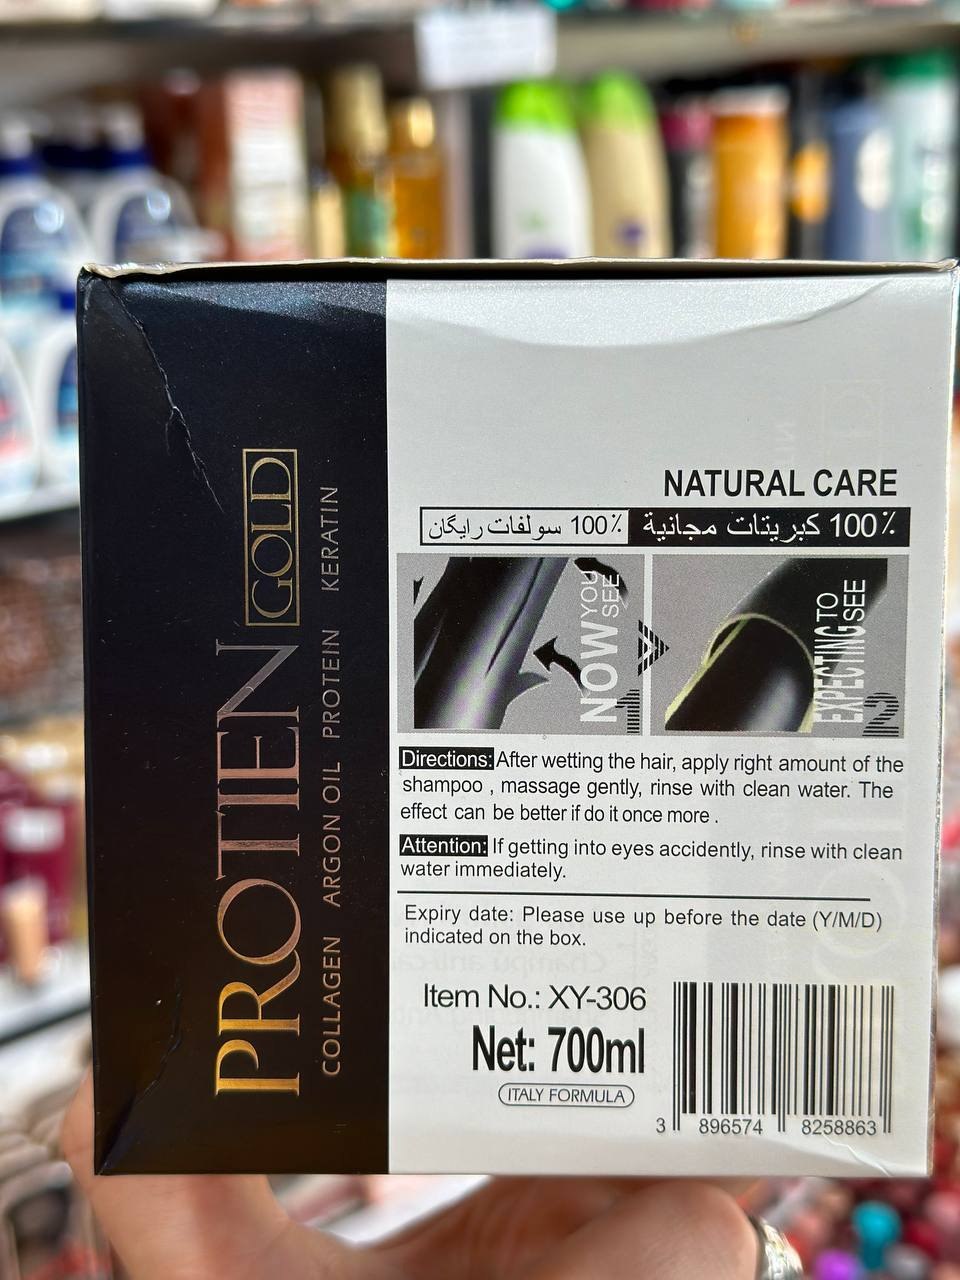 PROTIEN GOLD
COLLAGEN ARGON OIL PROTEIN KERATIN
NATURAL CARE
100٪ سولفات رایگان
100٪ كبريتات مجانية
NOW YOU SEE
1
EXPECTING TO SEE
2
Directions: After wetting the hair, apply right amount of the
shampoo , massage gently, rinse with clean water. The
effect can be better if do it once more .
Attention: If getting into eyes accidently, rinse with clean
water immediately.
Expiry date: Please use up before the date (Y/M/D)
indicated on the box.
Item No.: XY-306
Net: 700ml
ITALY FORMULA
3 896574 8258863